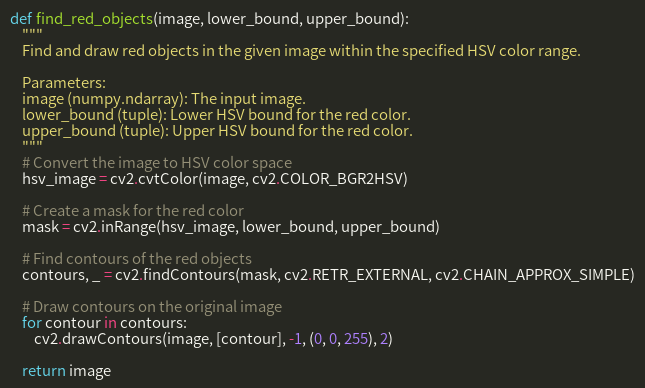 def find_red_objects(image, lower_bound, upper_bound):
    """
    Find and draw red objects in the given image within the specified HSV color range.

    Parameters:
    image (numpy.ndarray): The input image.
    lower_bound (tuple): Lower HSV bound for the red color.
    upper_bound (tuple): Upper HSV bound for the red color.
    """
    # Convert the image to HSV color space
    hsv_image = cv2.cvtColor(image, cv2.COLOR_BGR2HSV)

    # Create a mask for the red color
    mask = cv2.inRange(hsv_image, lower_bound, upper_bound)

    # Find contours of the red objects
    contours, _ = cv2.findContours(mask, cv2.RETR_EXTERNAL, cv2.CHAIN_APPROX_SIMPLE)

    # Draw contours on the original image
    for contour in contours:
        cv2.drawContours(image, [contour], -1, (0, 0, 255), 2)

    return image